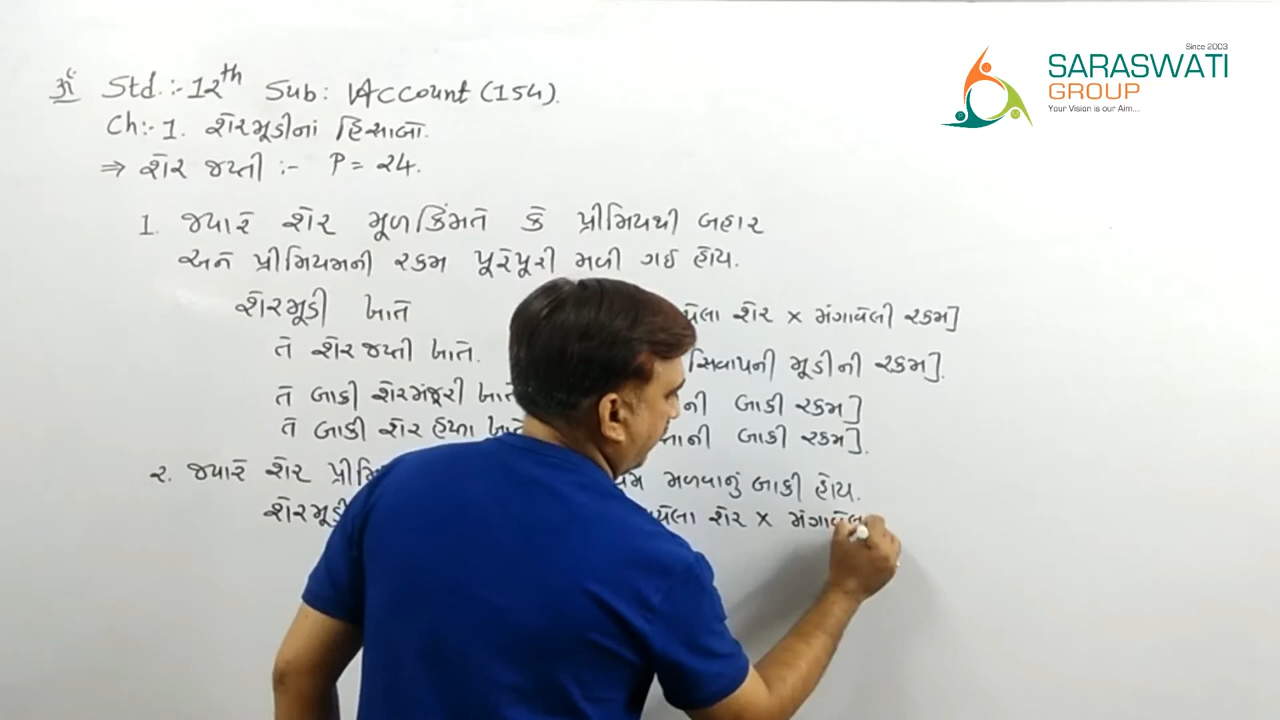 ૐ Std :- 12th Sub : Account (154).
Ch :- 1. શેરમૂડીનાં હિસાબો.
⇒ શેર જપ્તી :- P = 24.
1. જ્યારે શેર મૂળકિંમતે કે પ્રીમિયમથી બહાર
અને પ્રીમિયમની રકમ પૂરેપૂરી મળી ગઈ હોય.
શેરમૂડી ખાતે શેર × મંગાવેલી રકમ]
તે શેરજપ્તી ખાતે. સિવાયની મૂડીની રકમ].
તે બાકી શેરમંજૂરી ની બાકી રકમ]
તે બાકી શેર હપ્તા ની બાકી રકમ].
૨. જ્યારે શેર મળવાનું બાકી હોય.
શેર ×
SARASWATI
GROUP
Since 2003
Your Vision is our Aim...